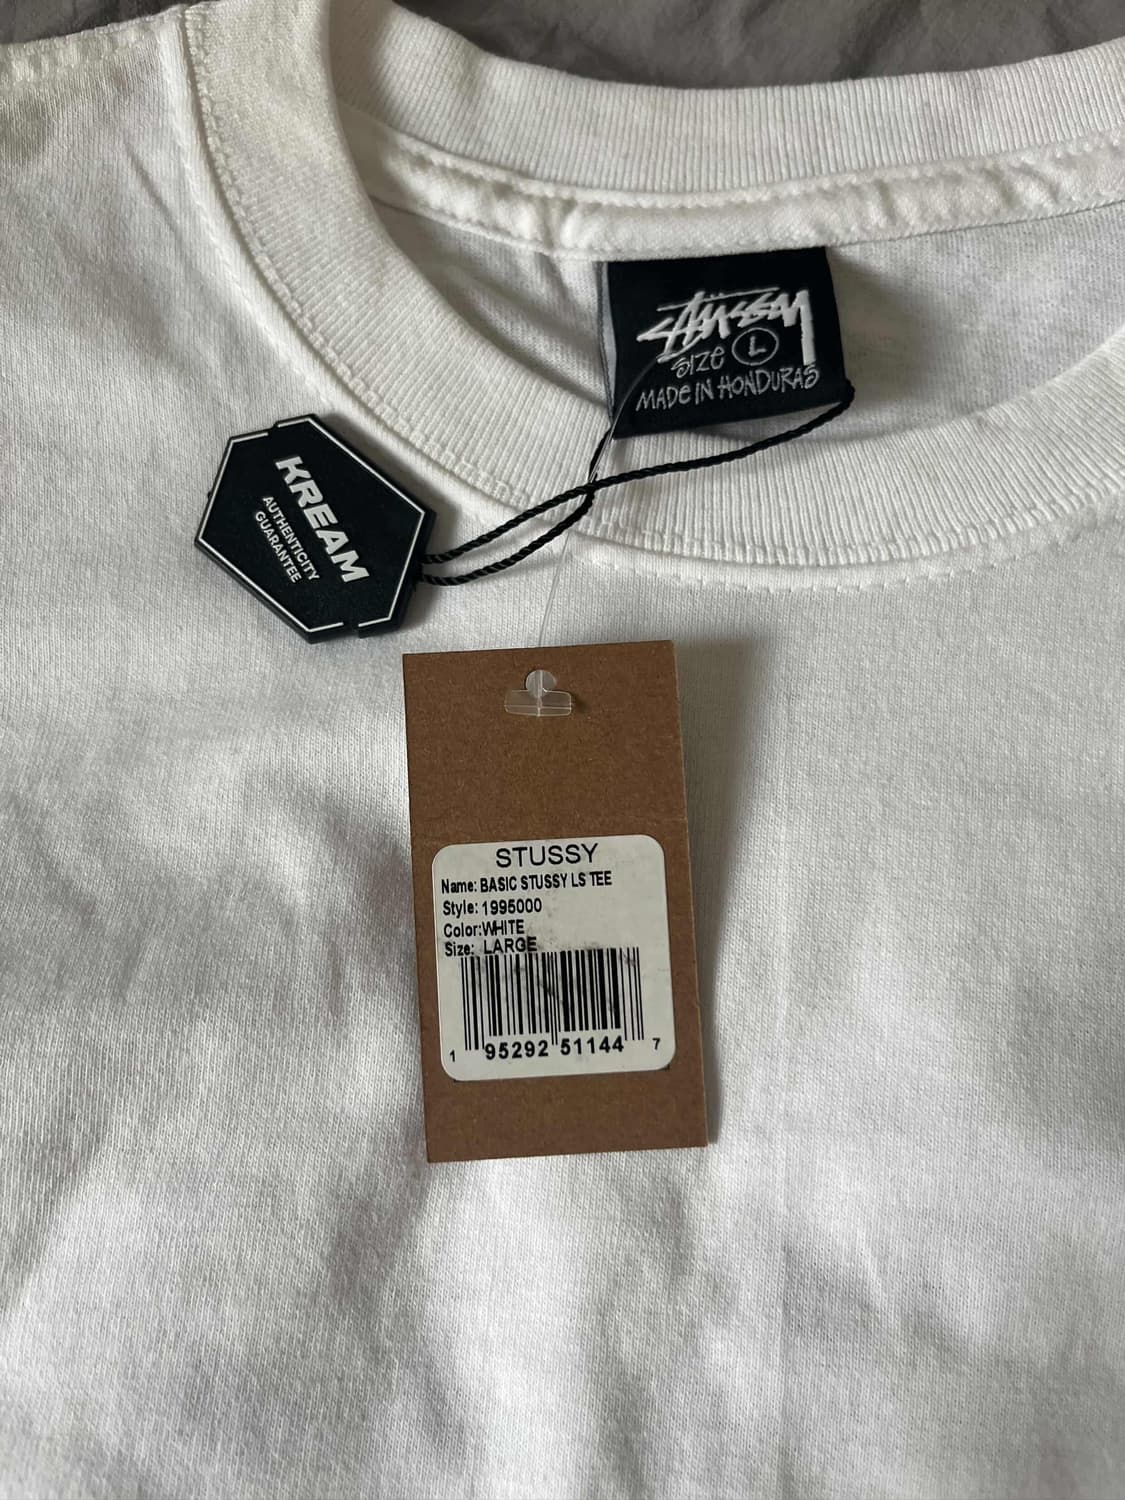 STÜSSY
SIZE L
MADE IN HONDURAS
KREAM
AUTHENTICITY
GUARANTEE
STUSSY
Name: BASIC STUSSY LS TEE
Style: 1995000
Color:WHITE
Size: LARGE
1 95292 51144 7